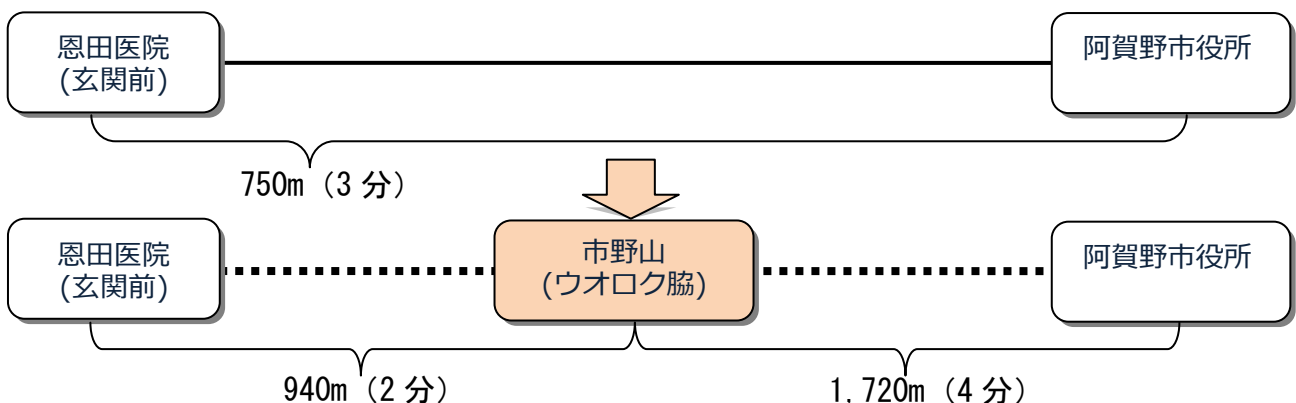 恩田医院
(玄関前)
阿賀野市役所
750m（3 分）
恩田医院
(玄関前)
市野山
(ウオロク脇)
阿賀野市役所
940m（2 分）
1,720m（4 分）